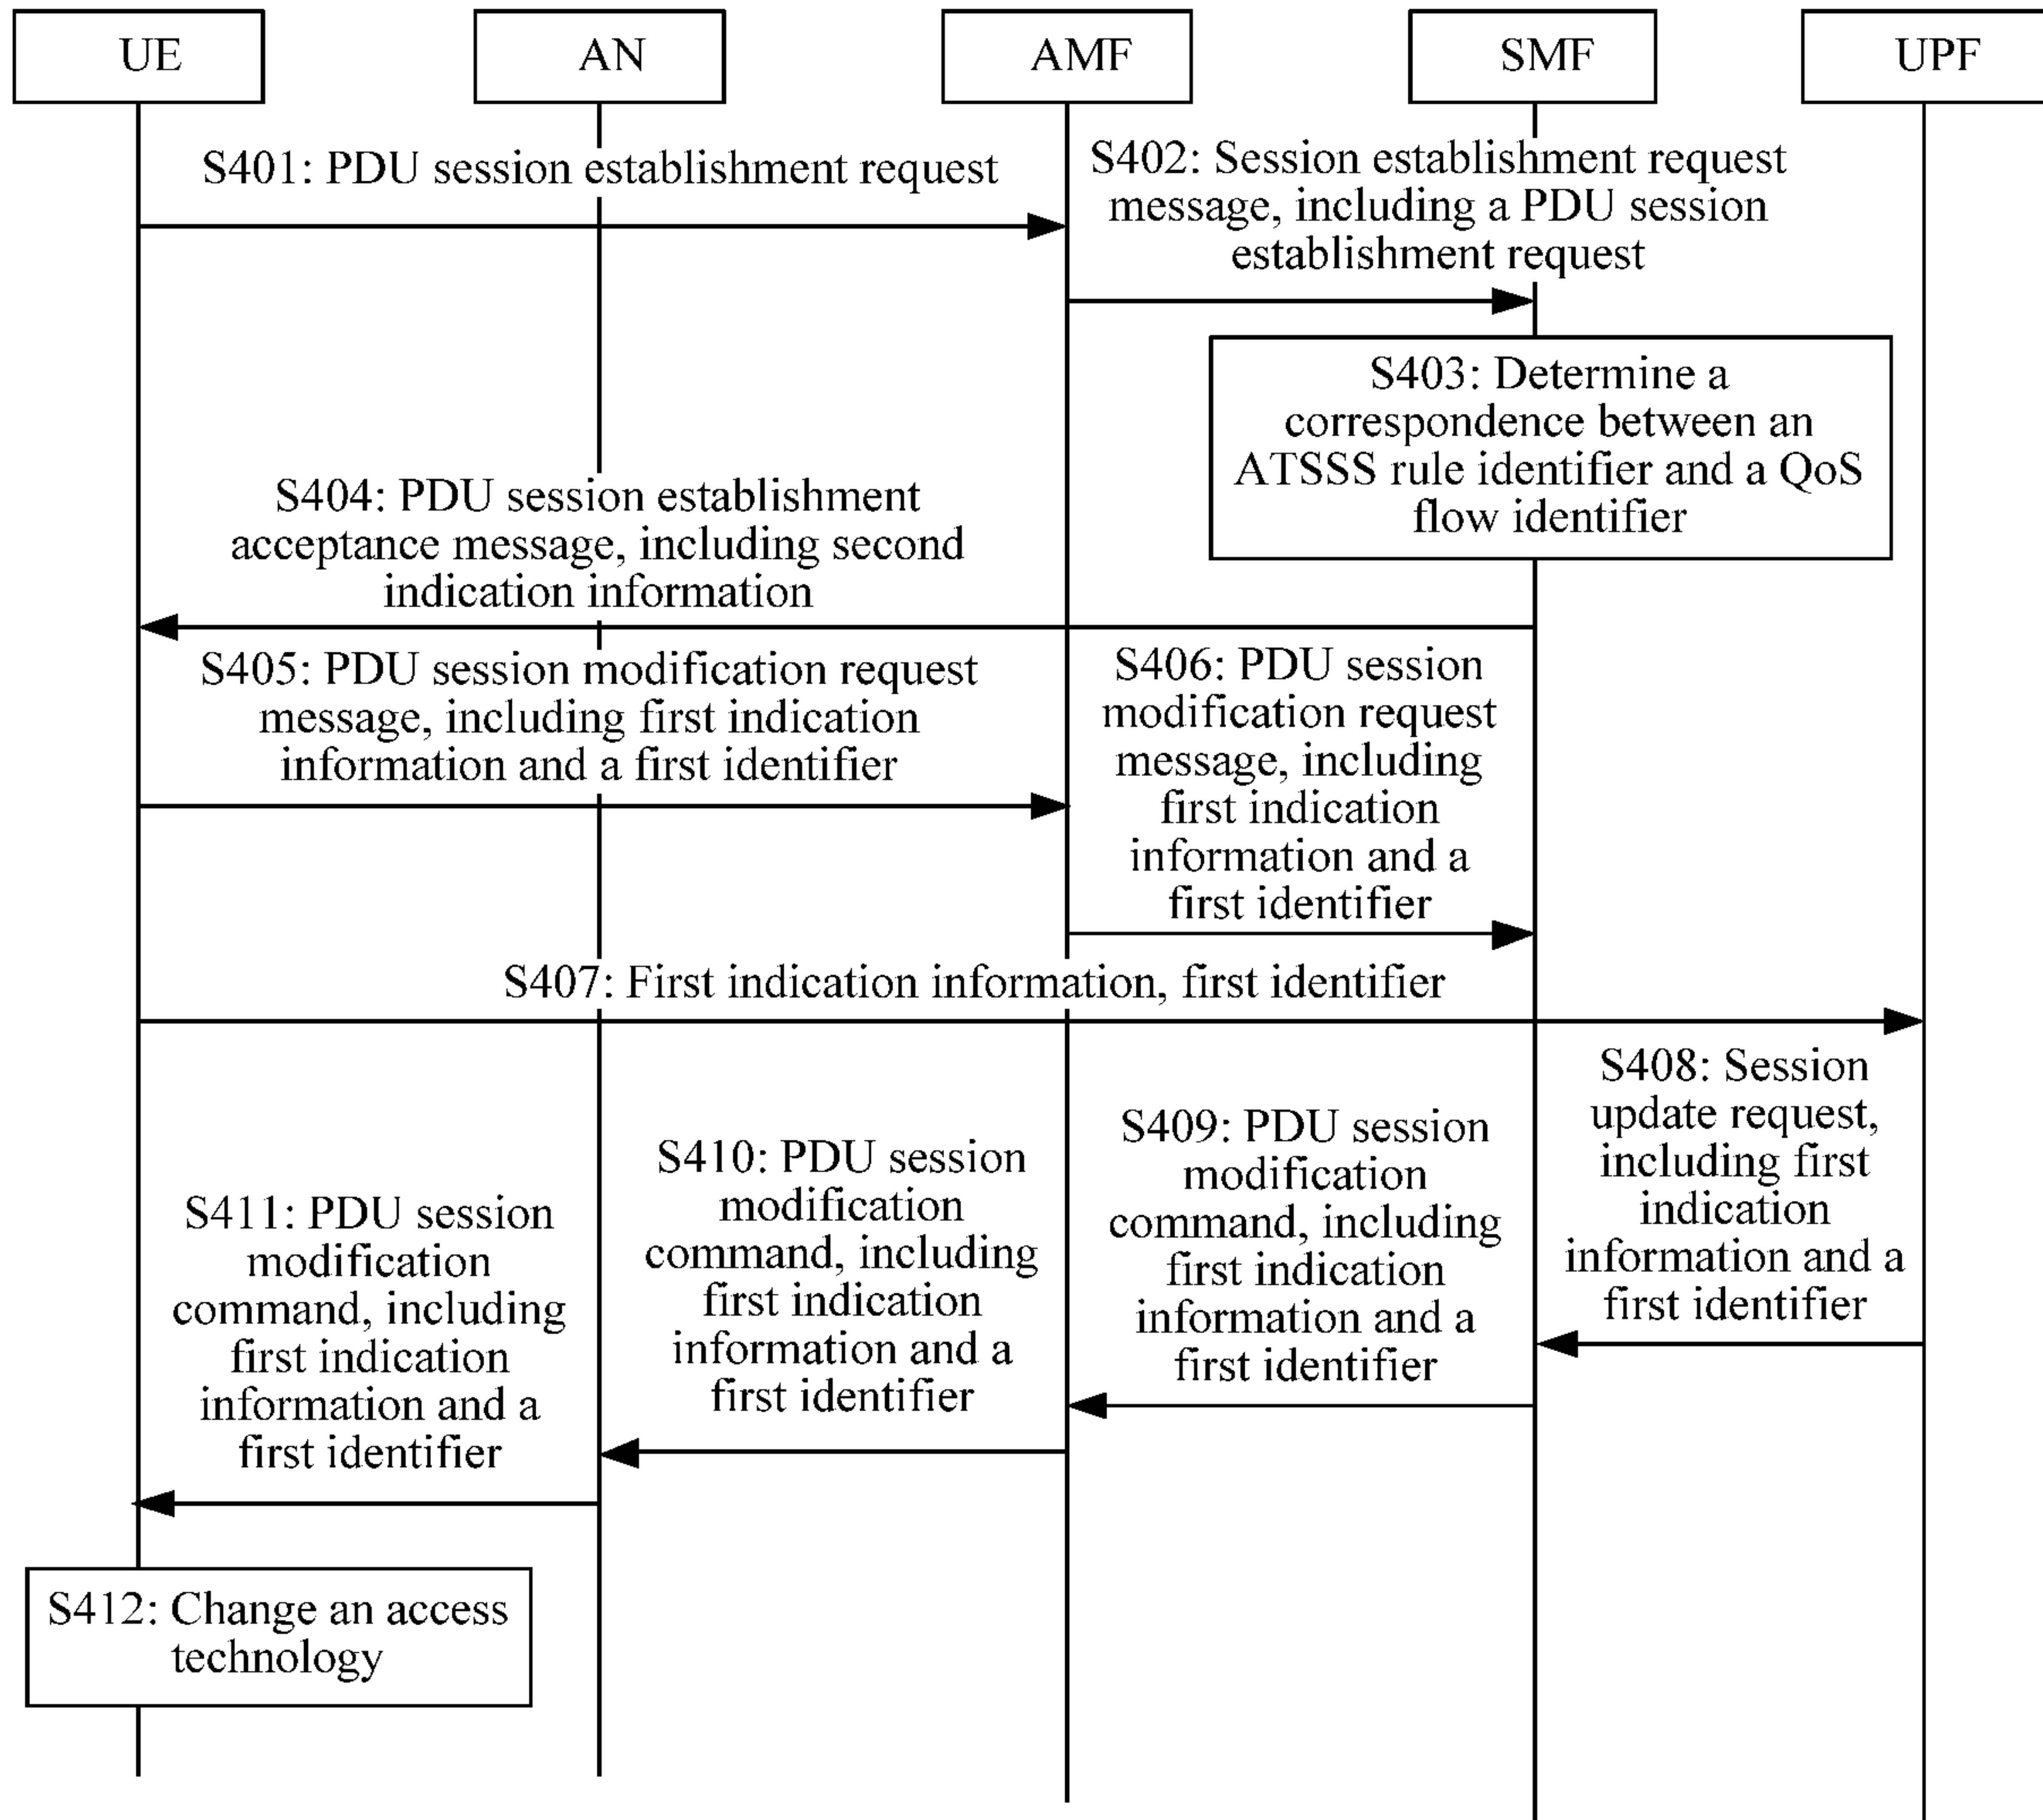 UE
AN
AMF
SMF
UPF
S401: PDU session establishment request
S402: Session establishment request
message, including a PDU session
establishment request
S403: Determine a
correspondence between an
ATSSS rule identifier and a QoS
flow identifier
S404: PDU session establishment
acceptance message, including second
indication information
S405: PDU session modification request
message, including first indication
information and a first identifier
S406: PDU session
modification request
message, including
first indication
information and a
first identifier
S407: First indication information, first identifier
S408: Session
update request,
including first
indication
information and a
first identifier
S409: PDU session
modification
command, including
first indication
information and a
first identifier
S410: PDU session
modification
command, including
first indication
information and a
first identifier
S411: PDU session
modification
command, including
first indication
information and a
first identifier
S412: Change an access
technology